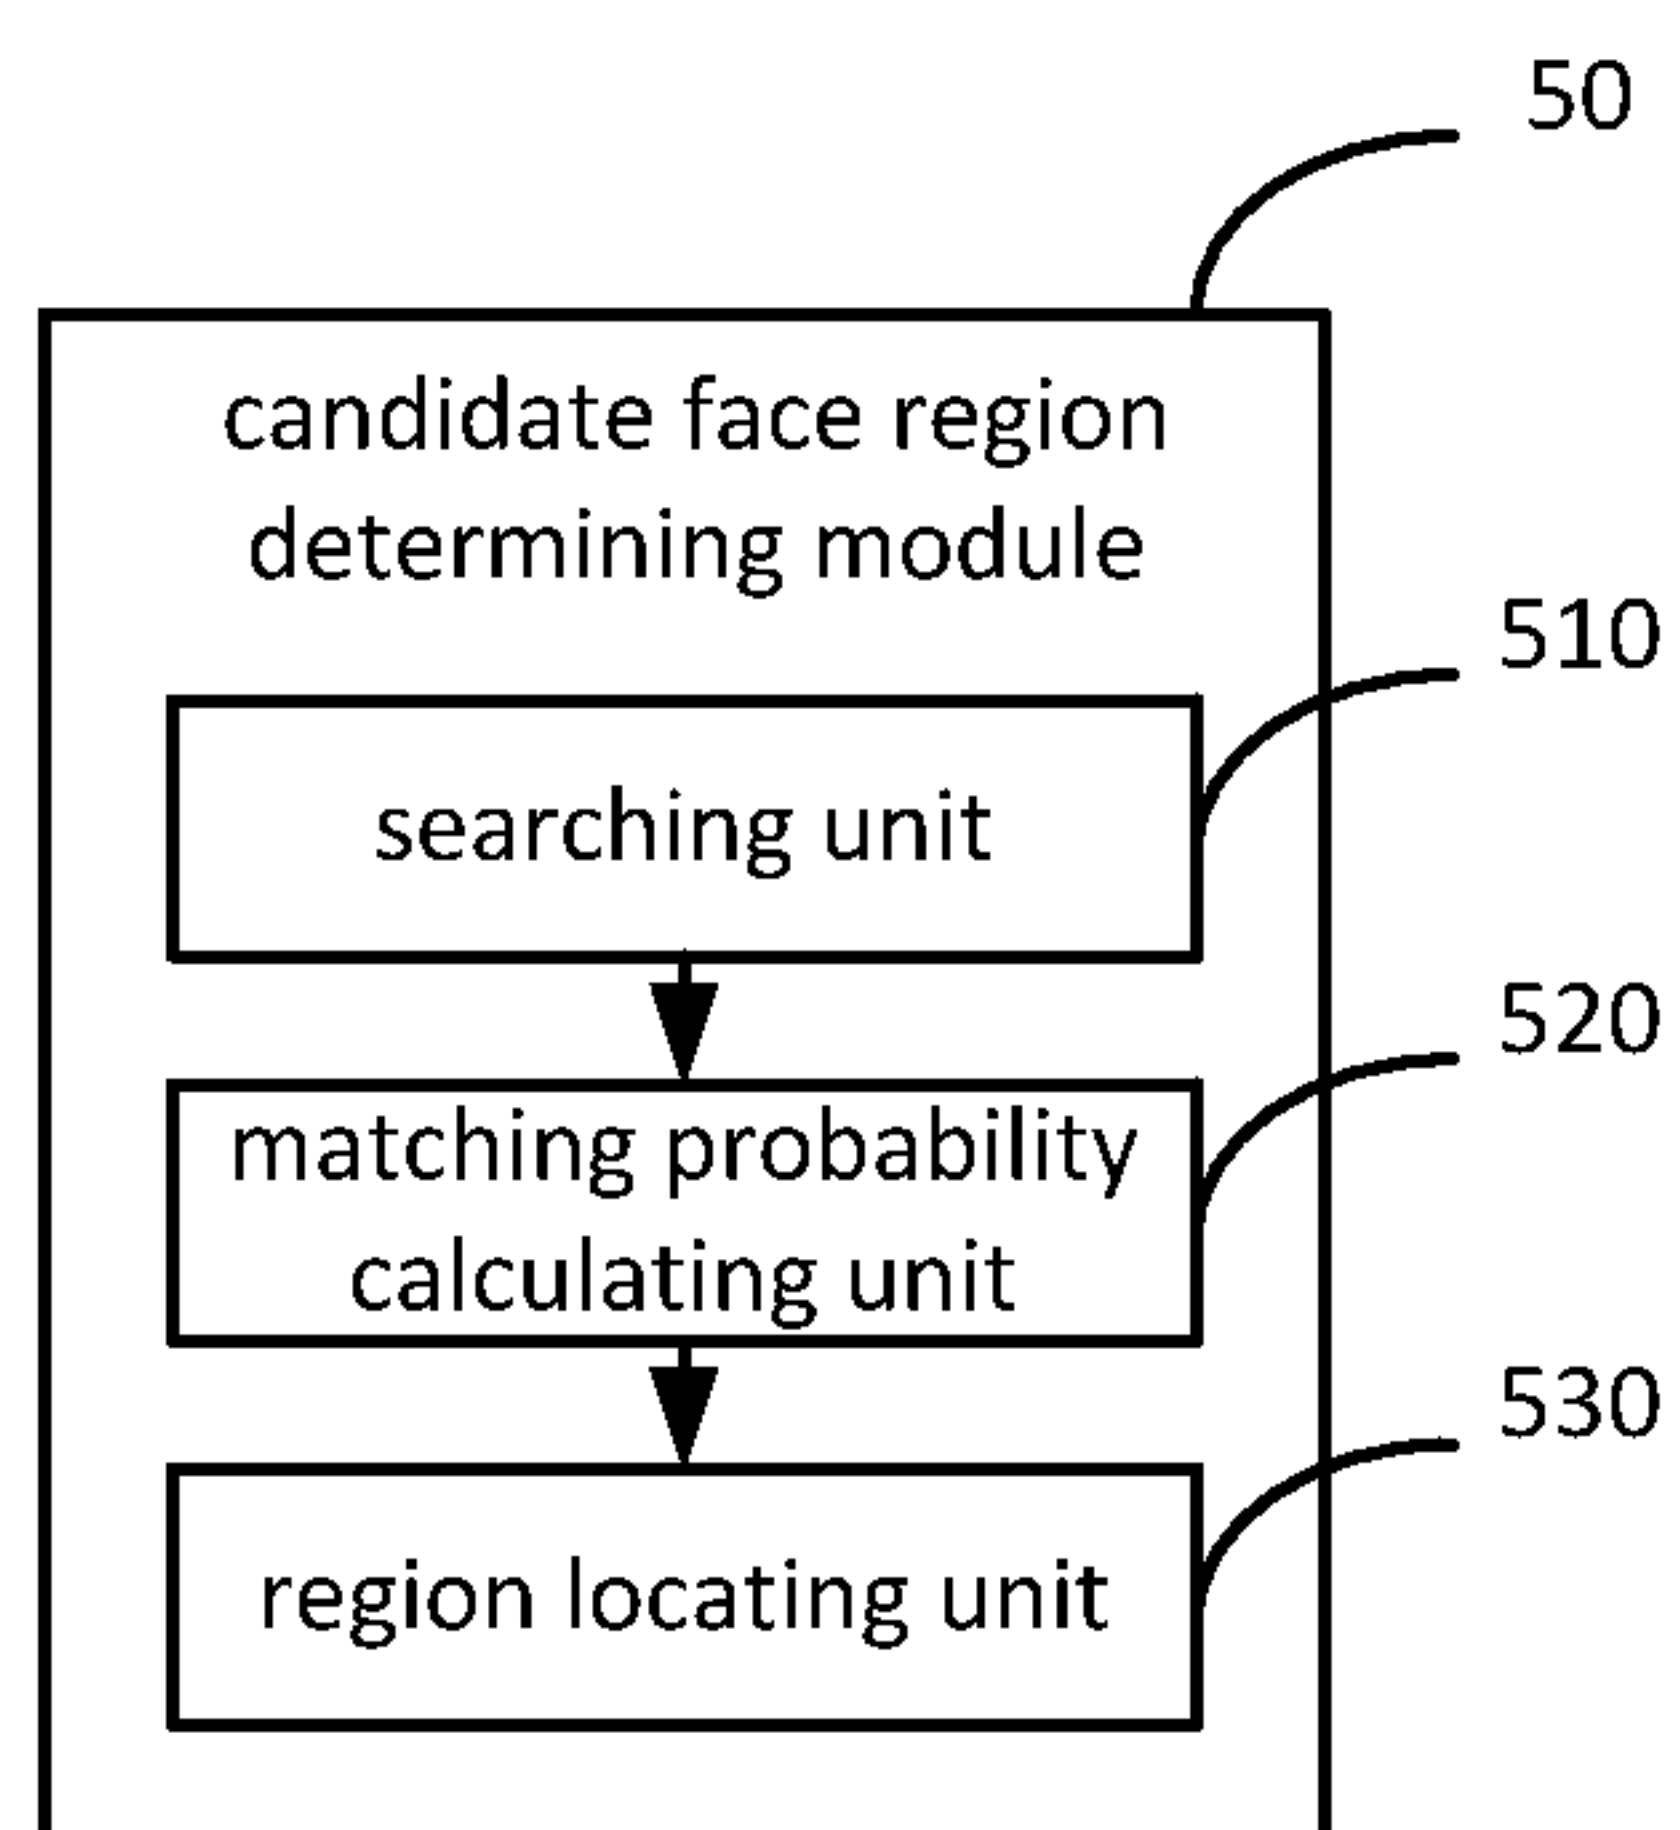 50
candidate face region
determining module
510
searching unit
520
matching probability
calculating unit
530
region locating unit